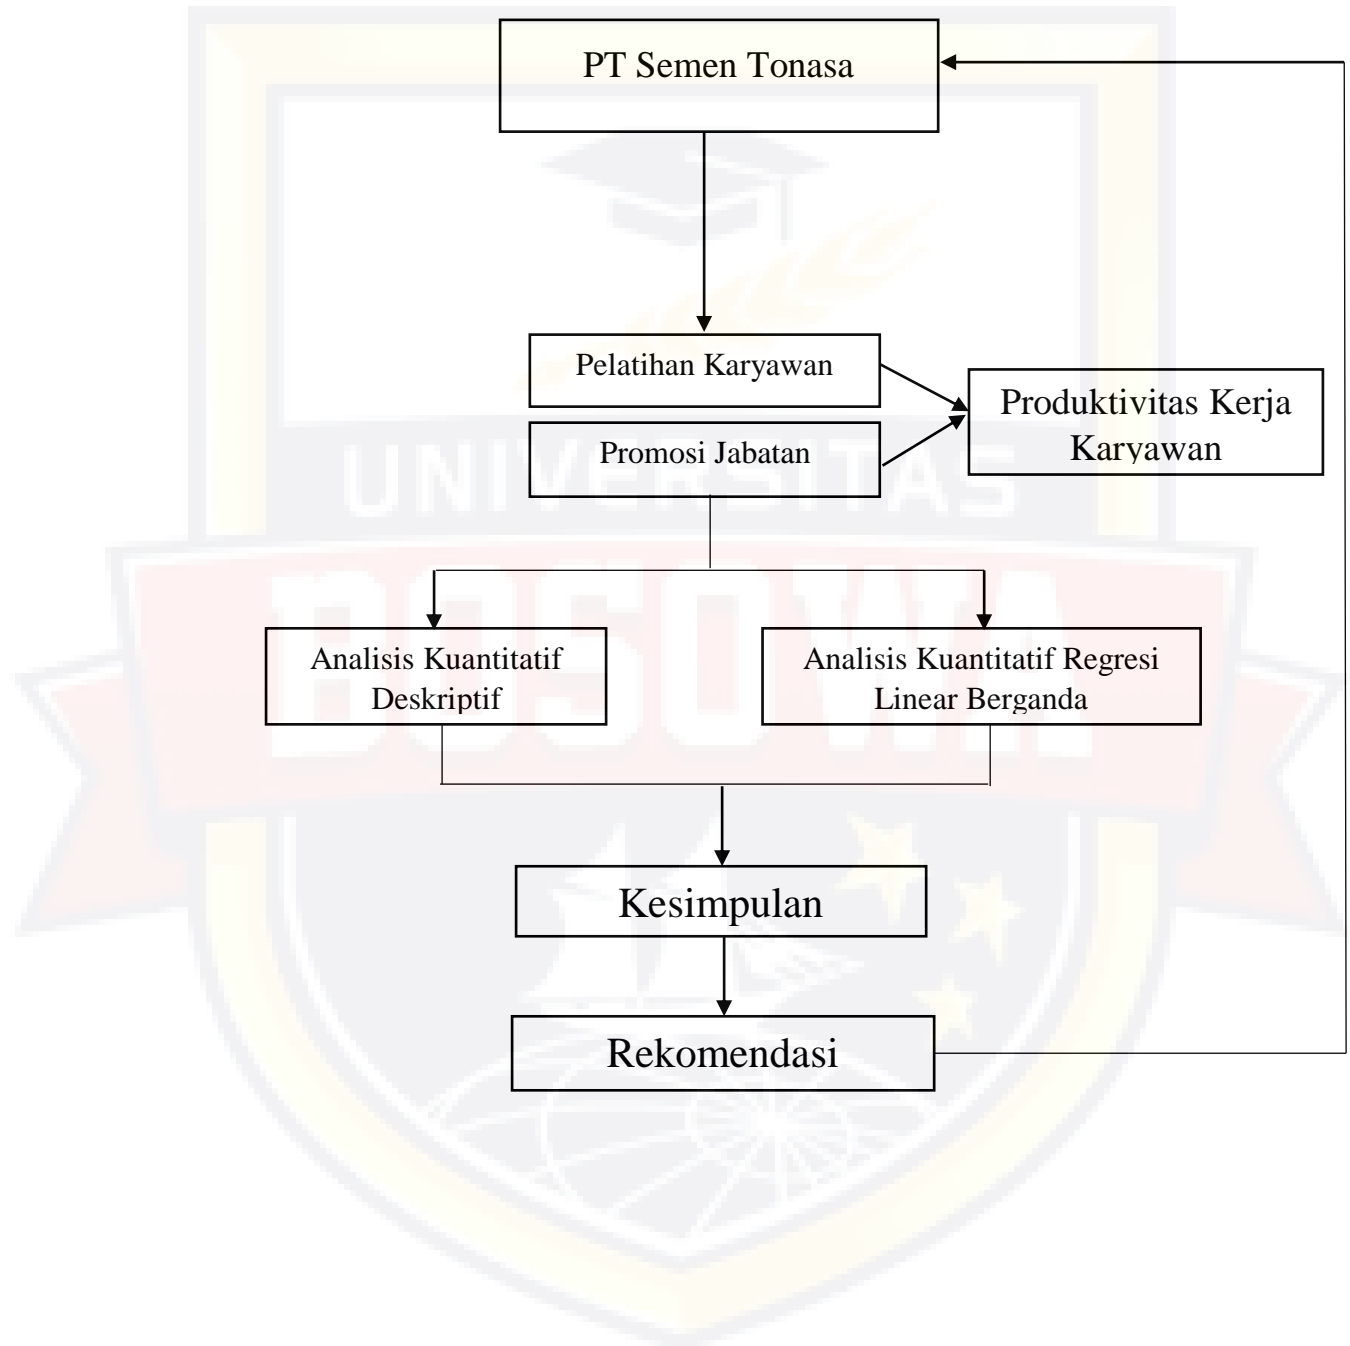 PT Semen Tonasa
Pelatihan Karyawan
Promosi Jabatan
Produktivitas Kerja
Karyawan
UNIVERSITAS
BOSOWA
Analisis Kuantitatif
Deskriptif
Analisis Kuantitatif Regresi
Linear Berganda
Kesimpulan
Rekomendasi